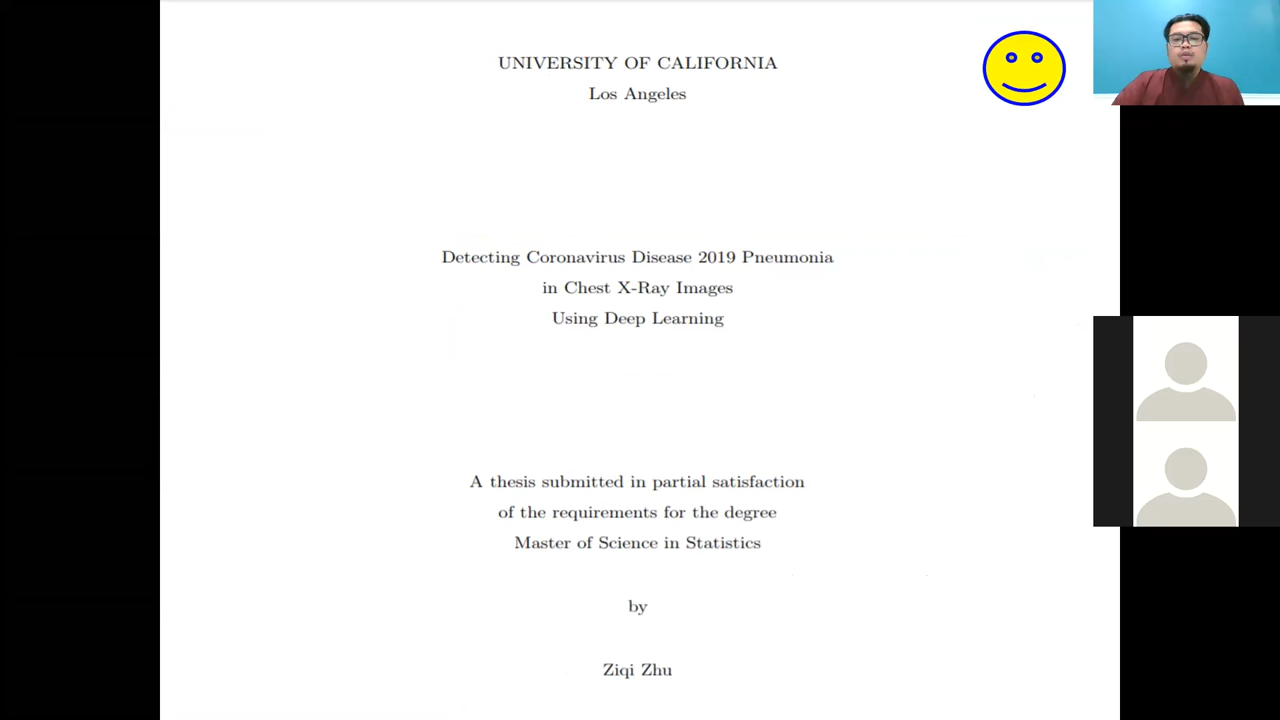 UNIVERSITY OF CALIFORNIA
Los Angeles
Detecting Coronavirus Disease 2019 Pneumonia
in Chest X-Ray Images
Using Deep Learning
A thesis submitted in partial satisfaction
of the requirements for the degree
Master of Science in Statistics
by
Ziqi Zhu